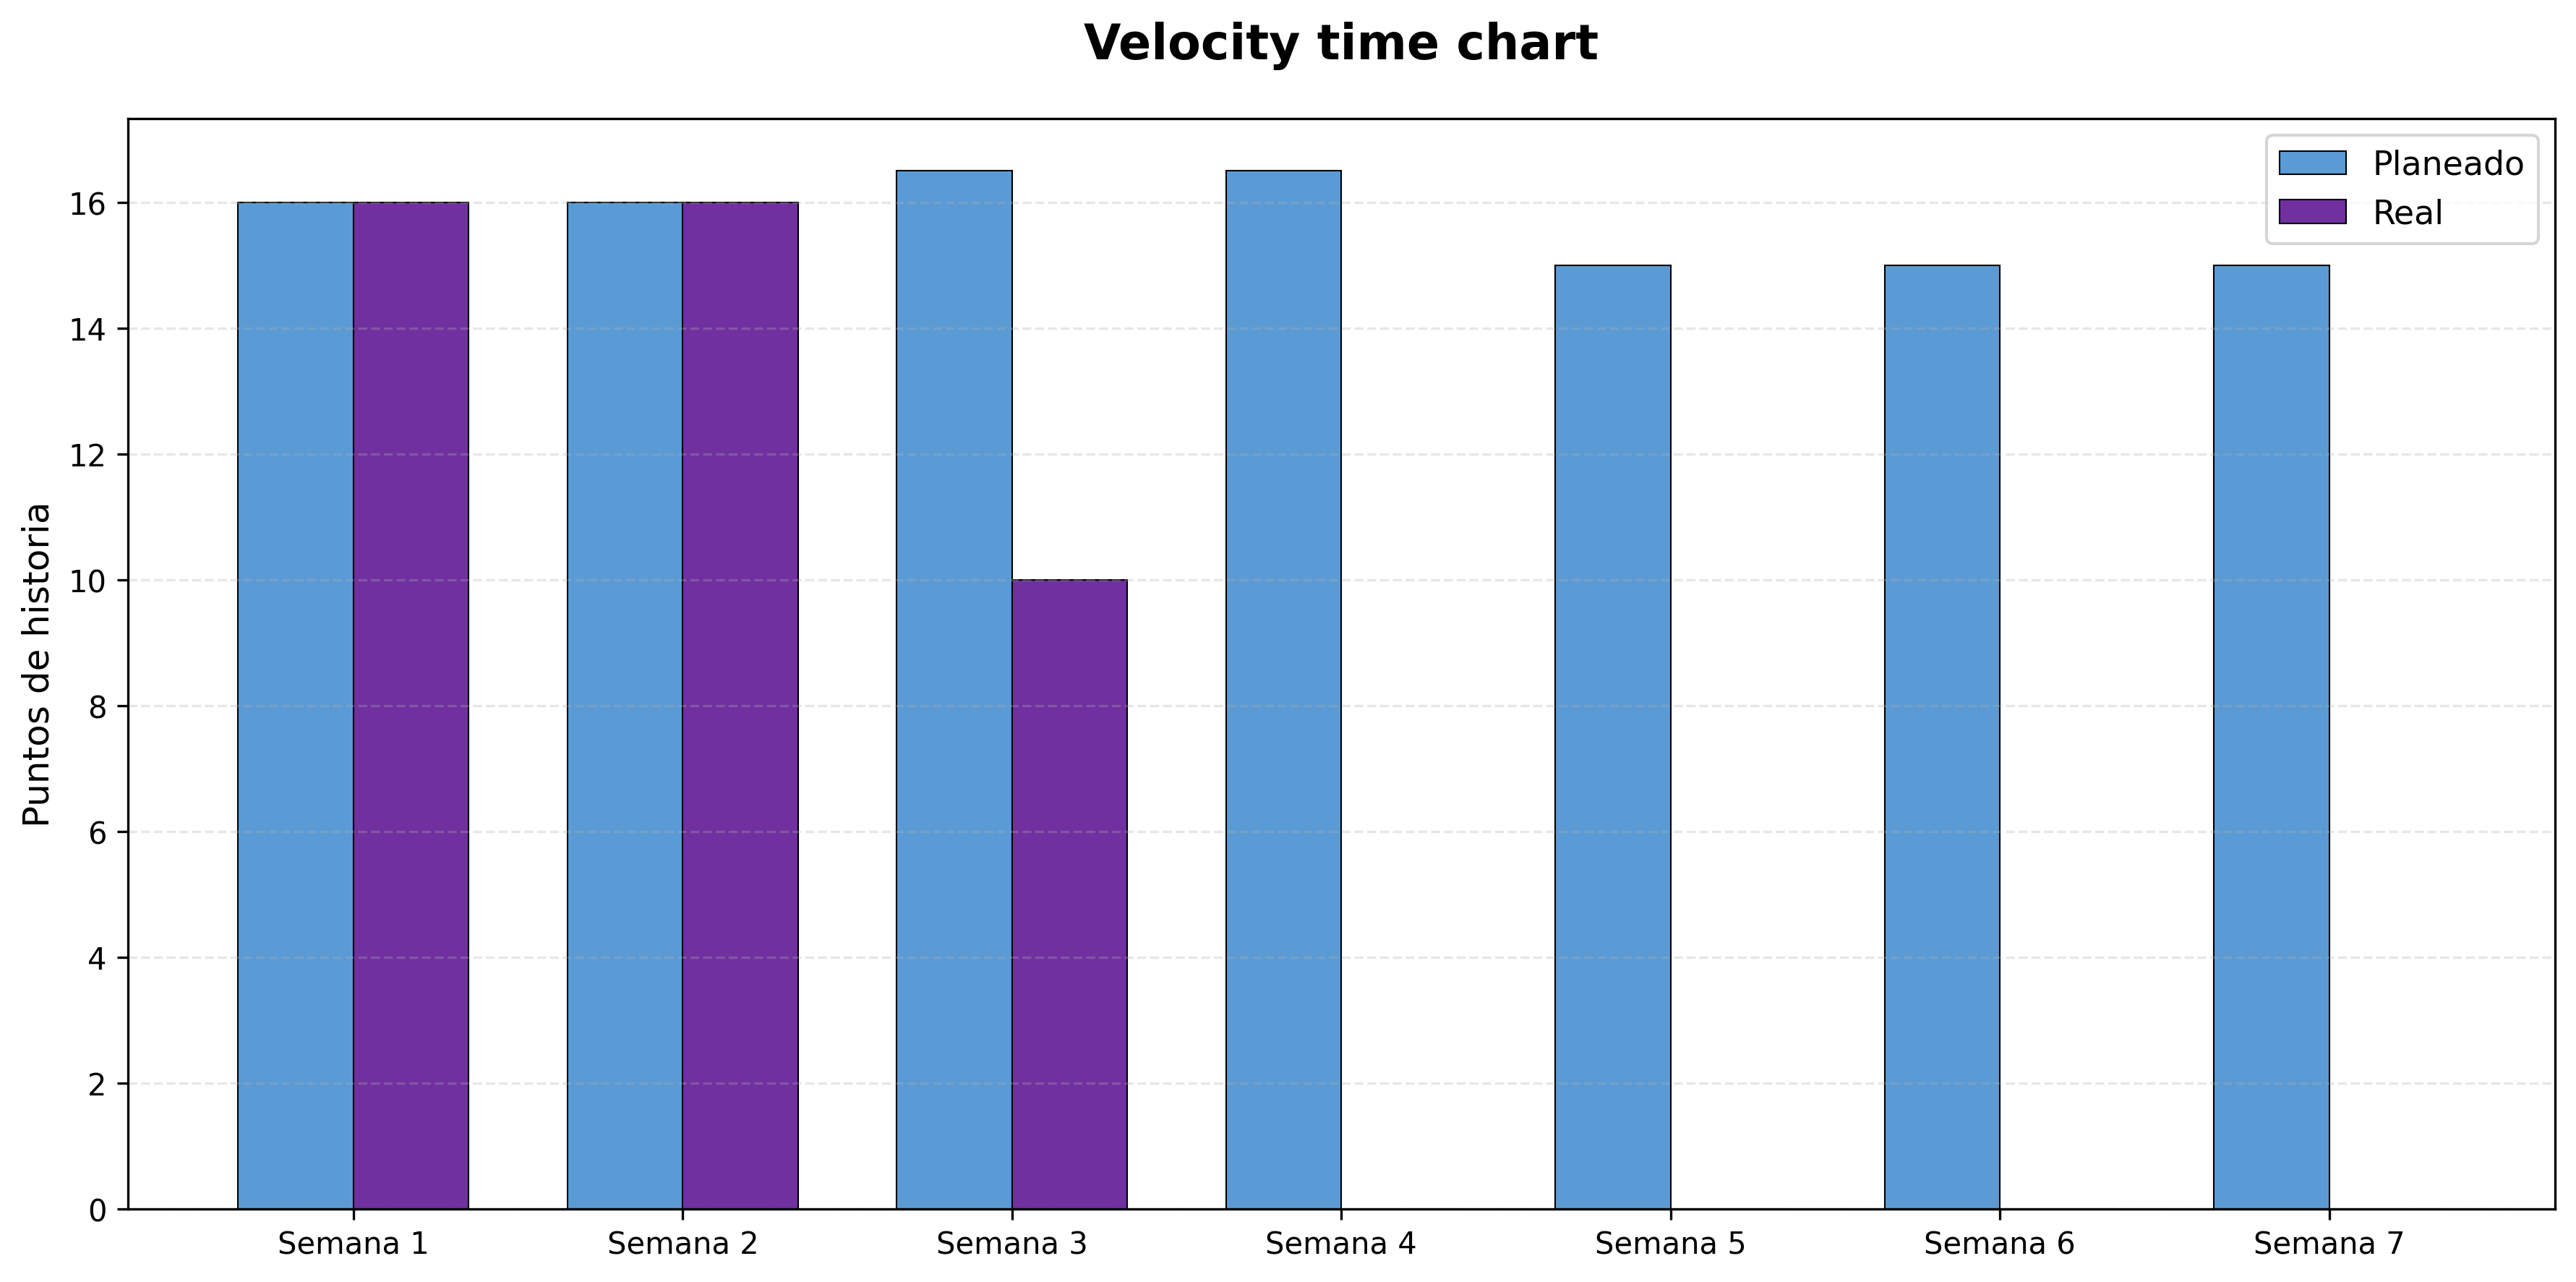 Velocity time chart
Planeado
Real
Puntos de historia
16
14
12
10
8
6
4
2
0
Semana 1
Semana 2
Semana 3
Semana 4
Semana 5
Semana 6
Semana 7